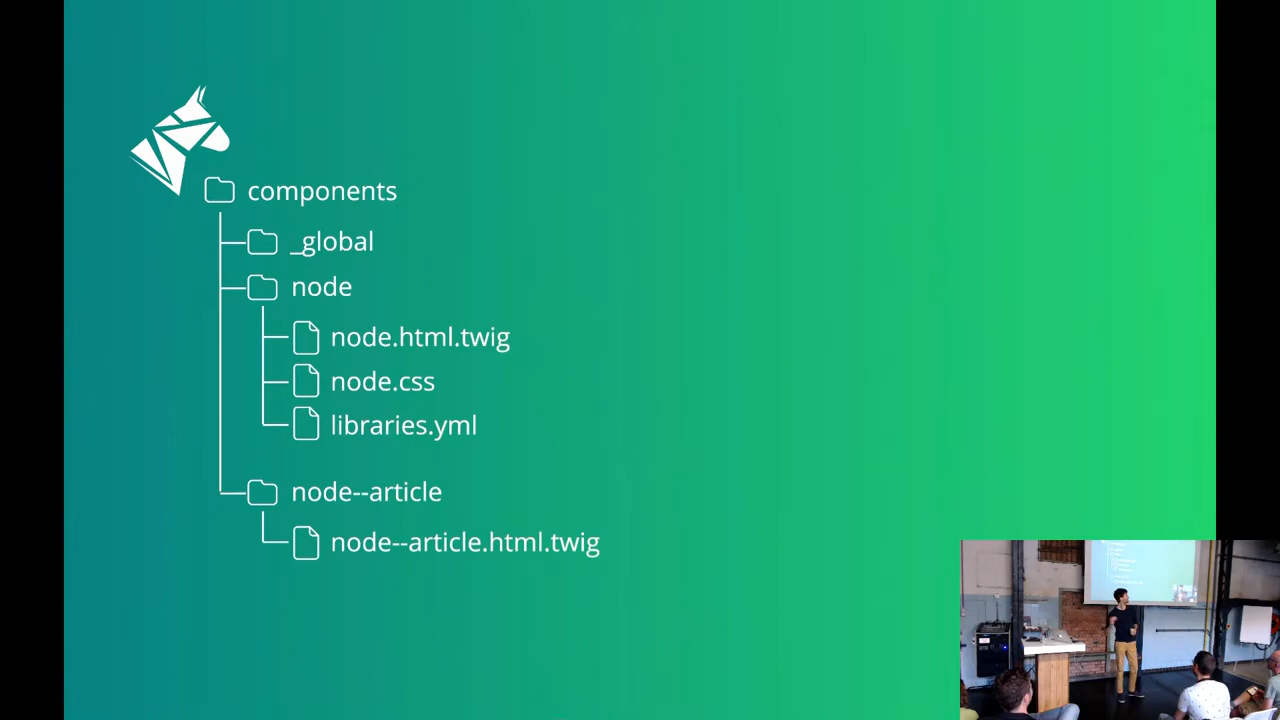 components
_global
node
node.html.twig
node.css
libraries.yml
node--article
node--article.html.twig